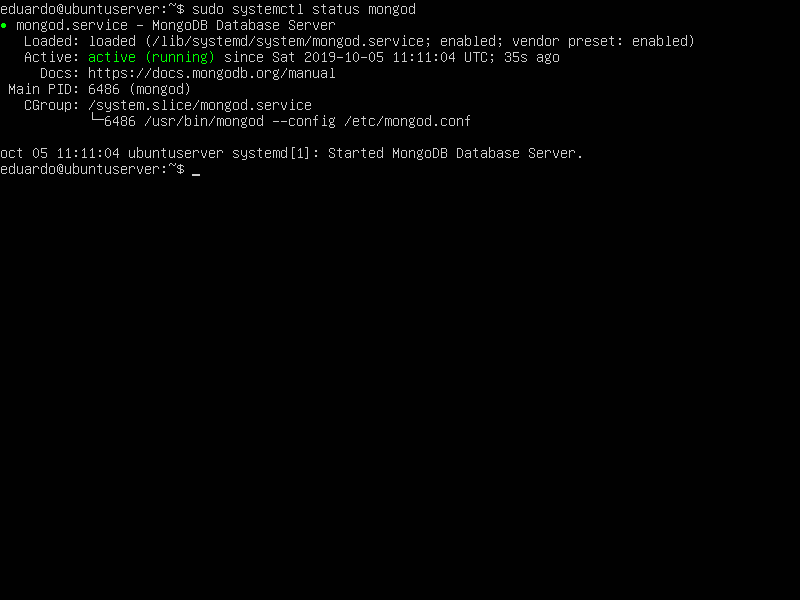 eduardo@ubuntuserver:~$ sudo systemctl status mongod
● mongod.service - MongoDB Database Server
   Loaded: loaded (/lib/systemd/system/mongod.service; enabled; vendor preset: enabled)
   Active: active (running) since Sat 2019-10-05 11:11:04 UTC; 35s ago
     Docs: https://docs.mongodb.org/manual
 Main PID: 6486 (mongod)
   CGroup: /system.slice/mongod.service
           └─6486 /usr/bin/mongod --config /etc/mongod.conf
oct 05 11:11:04 ubuntuserver systemd[1]: Started MongoDB Database Server.
eduardo@ubuntuserver:~$ _